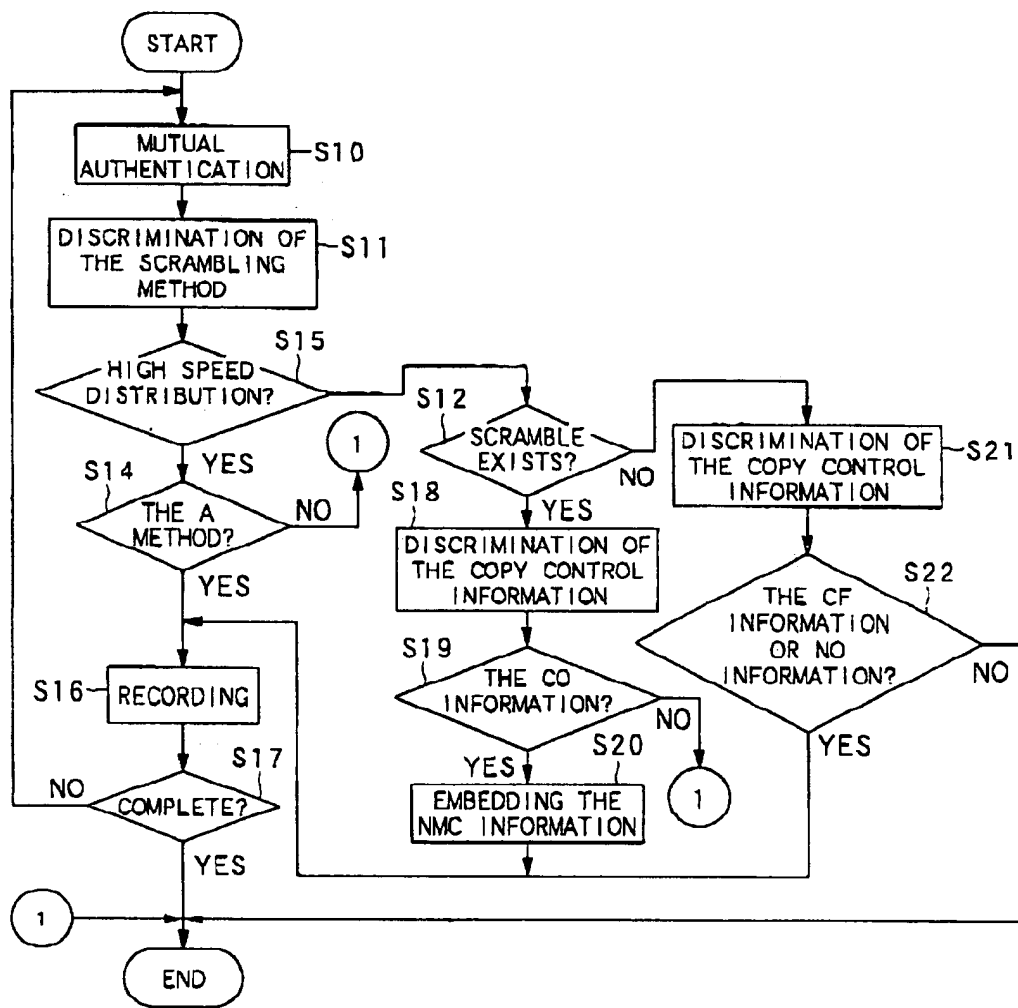 START
MUTUAL
AUTHENTICATION
S10
DISCRIMINATION OF
THE SCRAMBLING
METHOD
S11
HIGH SPEED
DISTRIBUTION?
S15
YES
S14
THE A
METHOD?
NO
1
YES
S16
RECORDING
S17
COMPLETE?
NO
YES
1
END
S12
SCRAMBLE
EXISTS?
NO
YES
S18
DISCRIMINATION OF
THE COPY CONTROL
INFORMATION
S19
THE CO
INFORMATION?
NO
1
YES
S20
EMBEDDING THE
NMC INFORMATION
DISCRIMINATION OF
THE COPY CONTROL
INFORMATION
S21
S22
THE CF
INFORMATION
OR NO
INFORMATION?
NO
YES